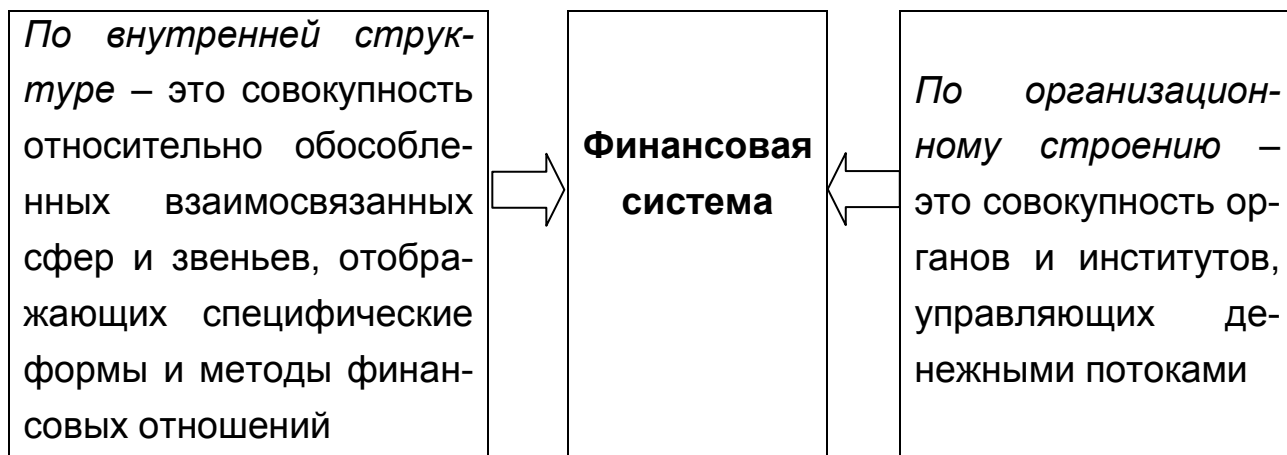 По внутренней струк-
туре – это совокупность
относительно обособле-
нных взаимосвязанных
сфер и звеньев, отобра-
жающих специфические
формы и методы финан-
совых отношений
Финансовая
система
По организацион-
ному строению –
это совокупность ор-
ганов и институтов,
управляющих де-
нежными потоками